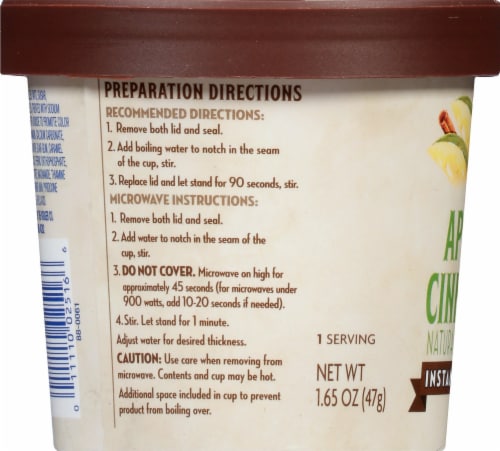 PREPARATION DIRECTIONS
RECOMMENDED DIRECTIONS:
1. Remove both lid and seal.
2. Add boiling water to notch in the seam
of the cup, stir.
3. Replace lid and let stand for 90 seconds, stir.
MICROWAVE INSTRUCTIONS:
1. Remove both lid and seal.
2. Add water to notch in the seam of the
cup, stir.
3. DO NOT COVER. Microwave on high for
approximately 45 seconds (for microwaves under
900 watts, add 10-20 seconds if needed).
4. Stir. Let stand for 1 minute.
Adjust water for desired thickness.
CAUTION: Use care when removing from
microwave. Contents and cup may be hot.
Additional space included in cup to prevent
product from boiling over.
1 SERVING
NET WT
1.65 OZ (47g)
AP
CIN
NATURA
INSTA
0 11110 02516 6
88-0081